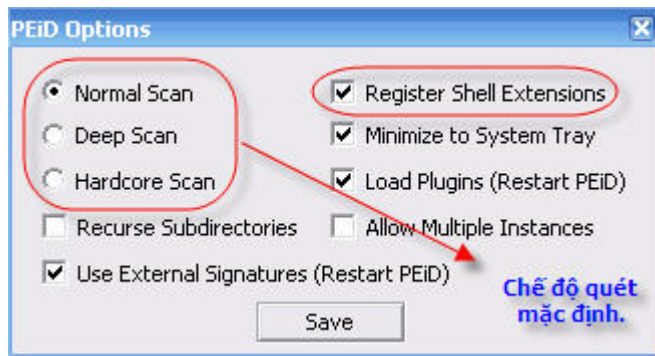 PEiD Options
Normal Scan
Register Shell Extensions
Deep Scan
Minimize to System Tray
Hardcore Scan
Load Plugins (Restart PEiD)
Recurse Subdirectories
Allow Multiple Instances
Use External Signatures (Restart PEiD)
Chế độ quét
mặc định.
Save